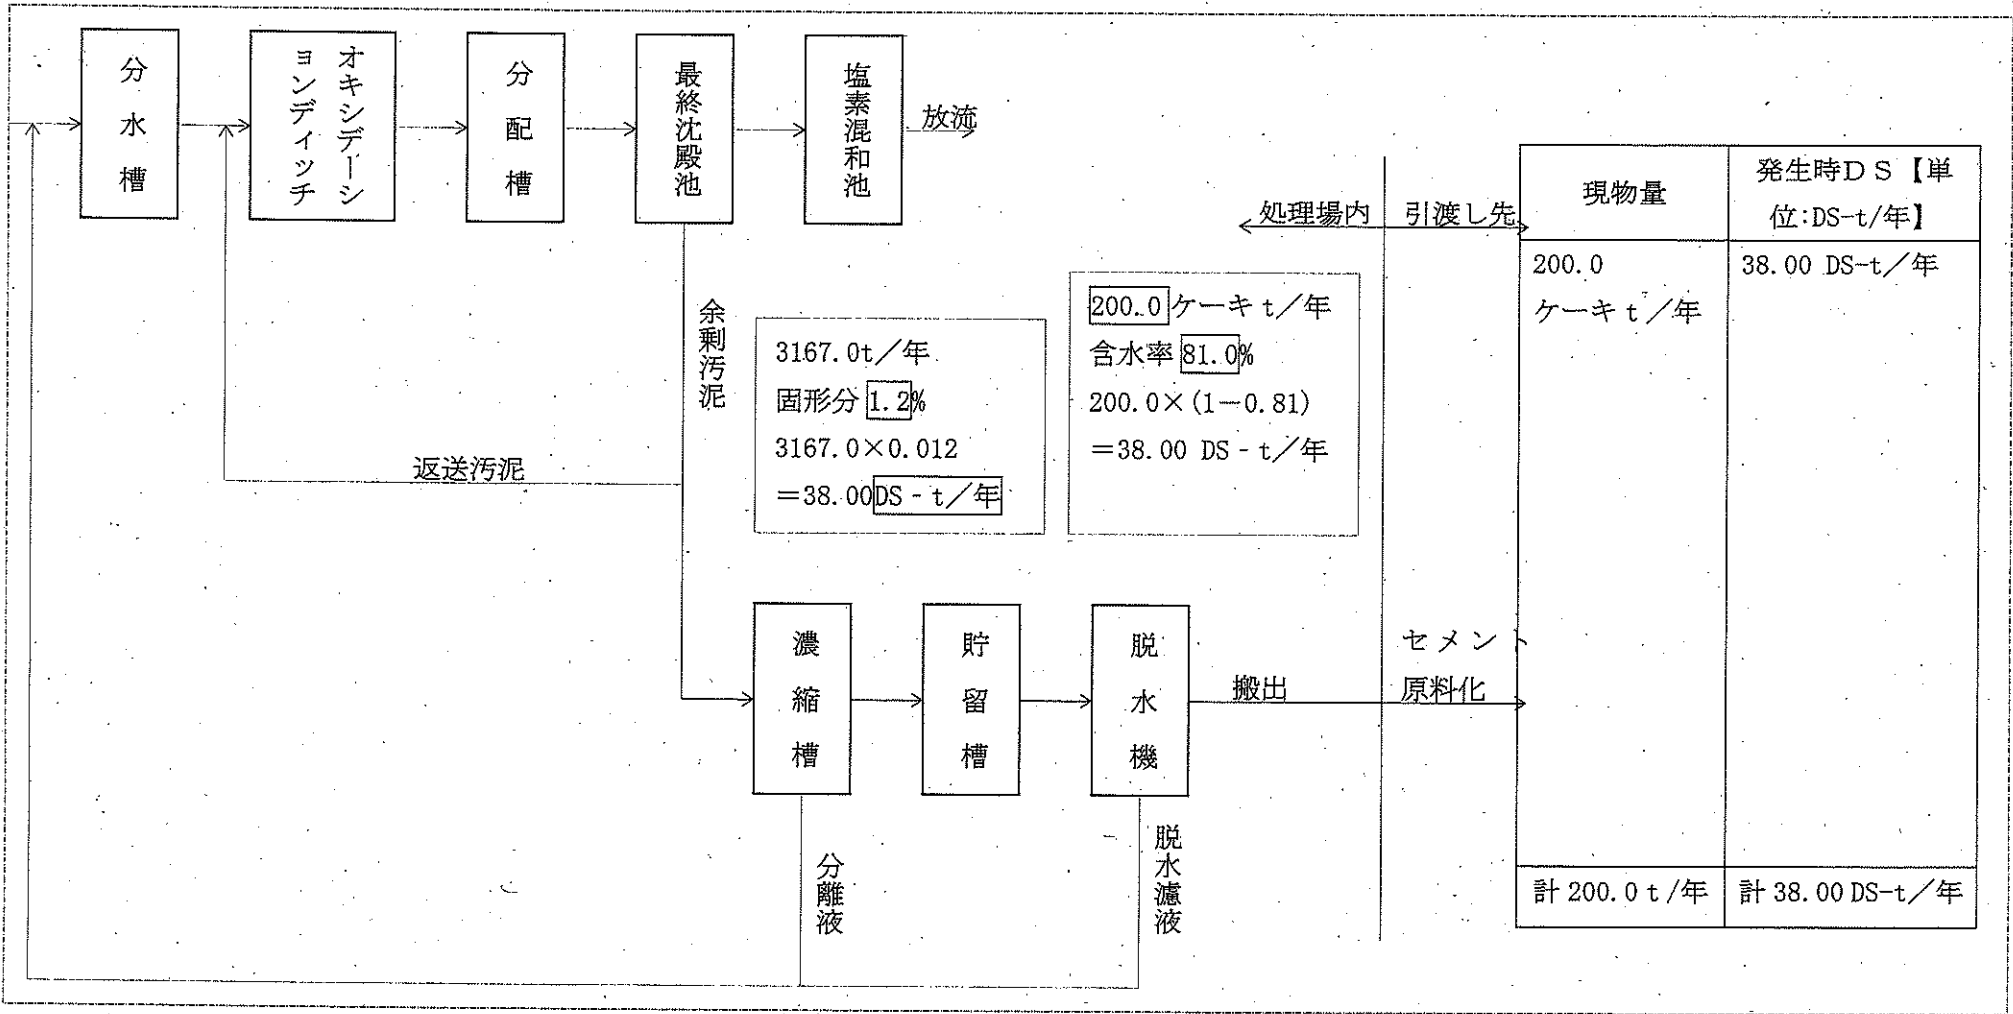 分水槽
オキシデーシ
ョンディッチ
分配槽
最終沈殿池
塩素混和池
放流
処理場内
引渡し先
現物量
発生時DS【単
位:DS-t/年】
200.0
ケーキt/年
38.00 DS-t/年
余剰汚泥
返送汚泥
3167.0t/年
固形分 1.2%
3167.0×0.012
=38.00DS‐t/年
200.0ケーキt/年
含水率 81.0%
200.0×(1-0.81)
=38.00 DS‐t/年
濃縮槽
貯留槽
脱水機
搬出
セメント
原料化
分離液
脱水濾液
計 200.0 t/年
計 38.00 DS-t/年